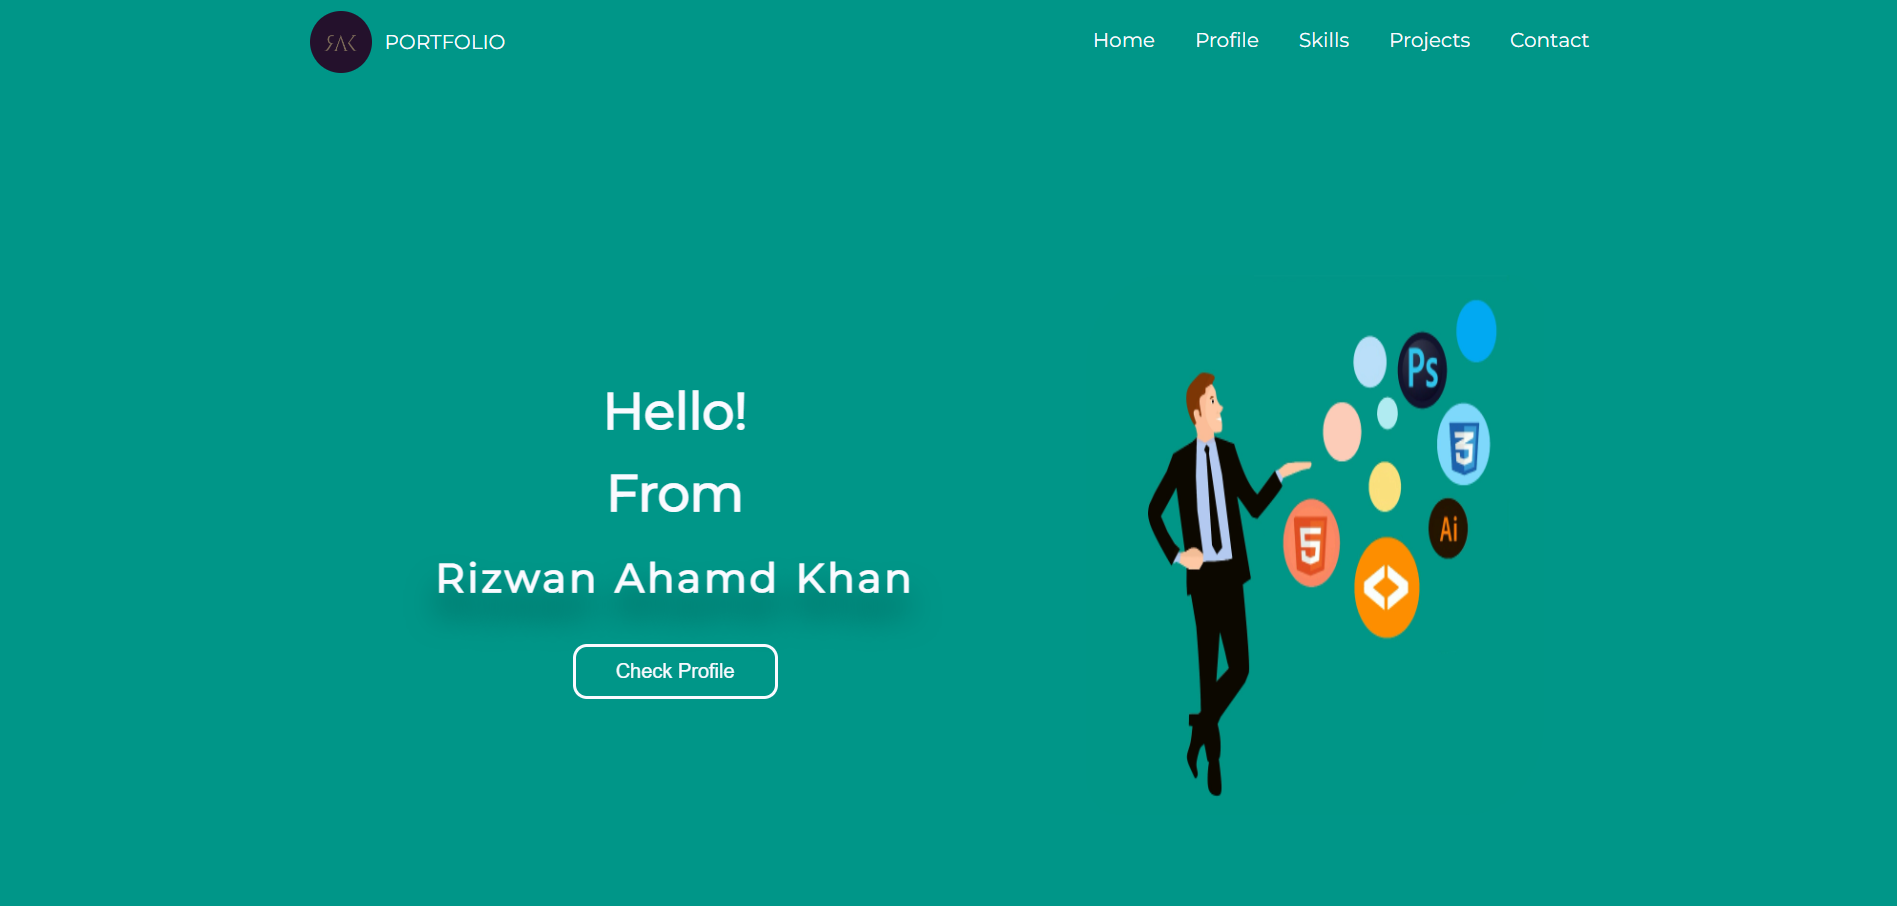 RAK PORTFOLIO
Home Profile Skills Projects Contact
Hello!
From
Rizwan Ahamd Khan
Check Profile
Ps
3
Ai
5